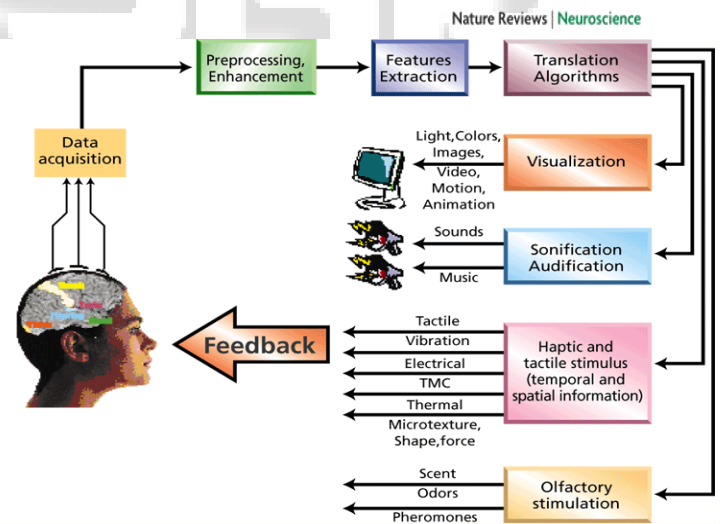 Nature Reviews | Neuroscience
Preprocessing,
Enhancement
Features
Extraction
Translation
Algorithms
Data
acquisition
Light,Colors,
Images,
Video,
Motion,
Animation
Visualization
Sounds
Music
Sonification
Audification
Feedback
Tactile
Vibration
Electrical
TMC
Thermal
Microtexture,
Shape,force
Haptic and
tactile stimulus
(temporal and
spatial information)
Scent
Odors
Pheromones
Olfactory
stimulation